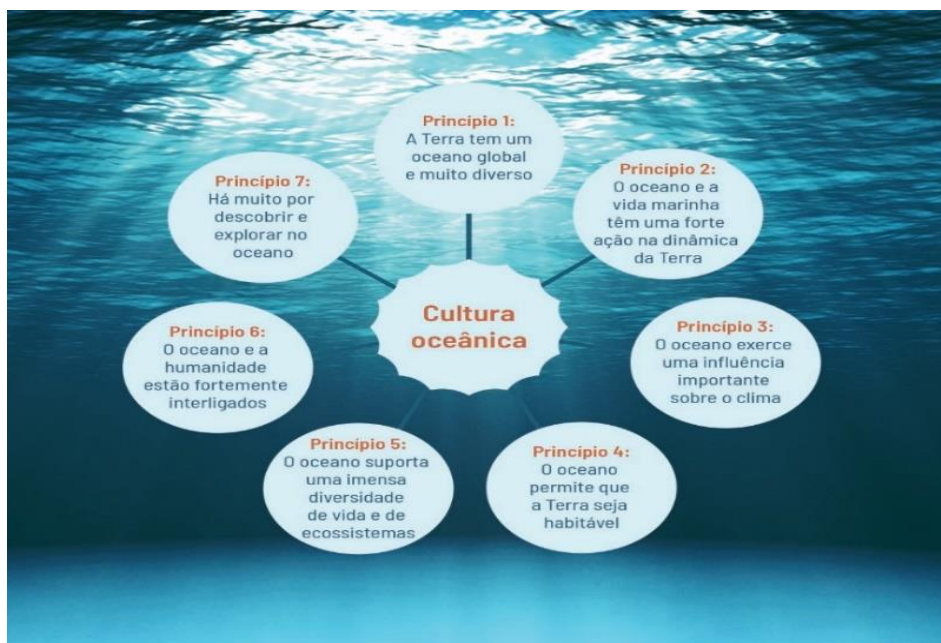 Princípio 1:
A Terra tem um
oceano global
e muito diverso
Princípio 2:
O oceano e a
vida marinha
têm uma forte
ação na dinâmica
da Terra
Princípio 3:
O oceano exerce
uma influência
importante
sobre o clima
Princípio 4:
O oceano
permite que
a Terra seja
habitável
Princípio 5:
O oceano suporta
uma imensa
diversidade
de vida e de
ecossistemas
Princípio 6:
O oceano e a
humanidade
estão fortemente
interligados
Princípio 7:
Há muito por
descobrir e
explorar no
oceano
Cultura
oceânica